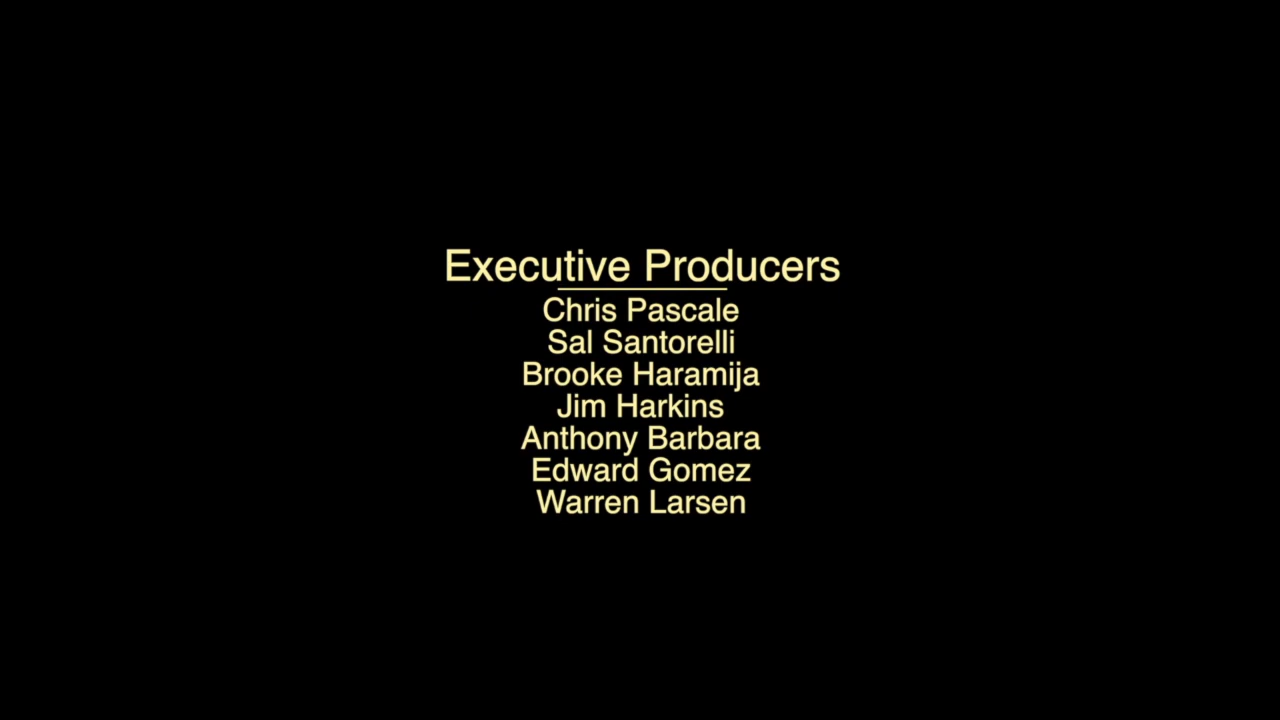 Executive Producers
Chris Pascale
Sal Santorelli
Brooke Haramija
Jim Harkins
Anthony Barbara
Edward Gomez
Warren Larsen